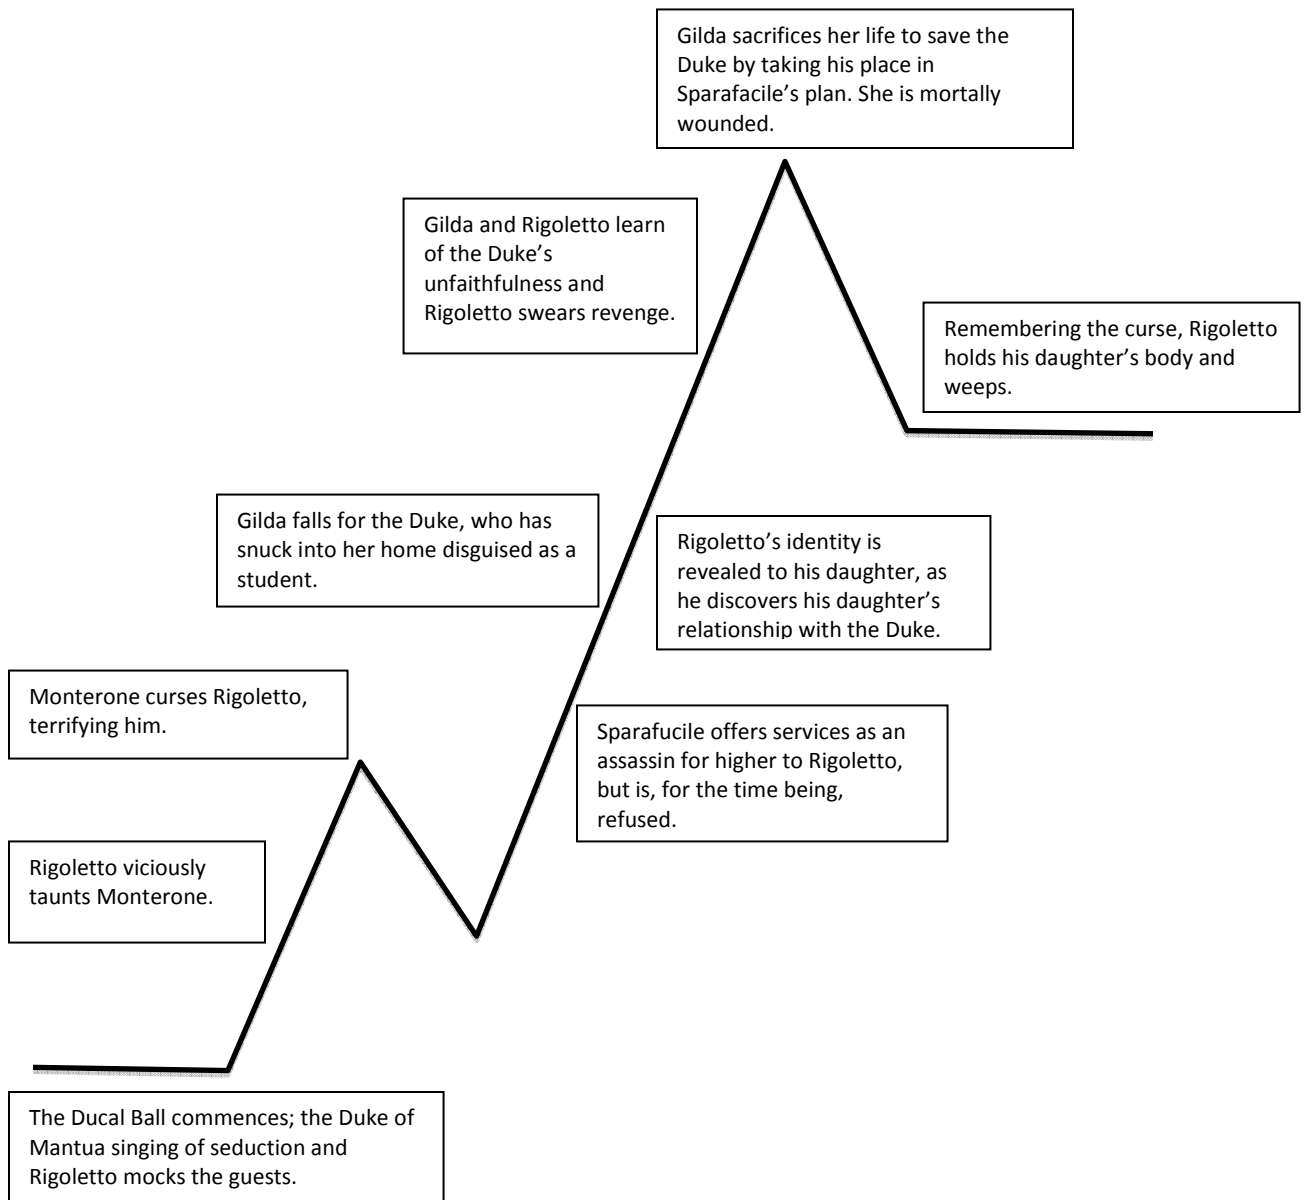 Gilda sacrifices her life to save the
Duke by taking his place in
Sparafacile’s plan. She is mortally
wounded.
Gilda and Rigoletto learn
of the Duke’s
unfaithfulness and
Rigoletto swears revenge.
Remembering the curse, Rigoletto
holds his daughter’s body and
weeps.
Gilda falls for the Duke, who has
snuck into her home disguised as a
student.
Rigoletto’s identity is
revealed to his daughter, as
he discovers his daughter’s
relationship with the Duke.
Monterone curses Rigoletto,
terrifying him.
Sparafucile offers services as an
assassin for higher to Rigoletto,
but is, for the time being,
refused.
Rigoletto viciously
taunts Monterone.
The Ducal Ball commences; the Duke of
Mantua singing of seduction and
Rigoletto mocks the guests.